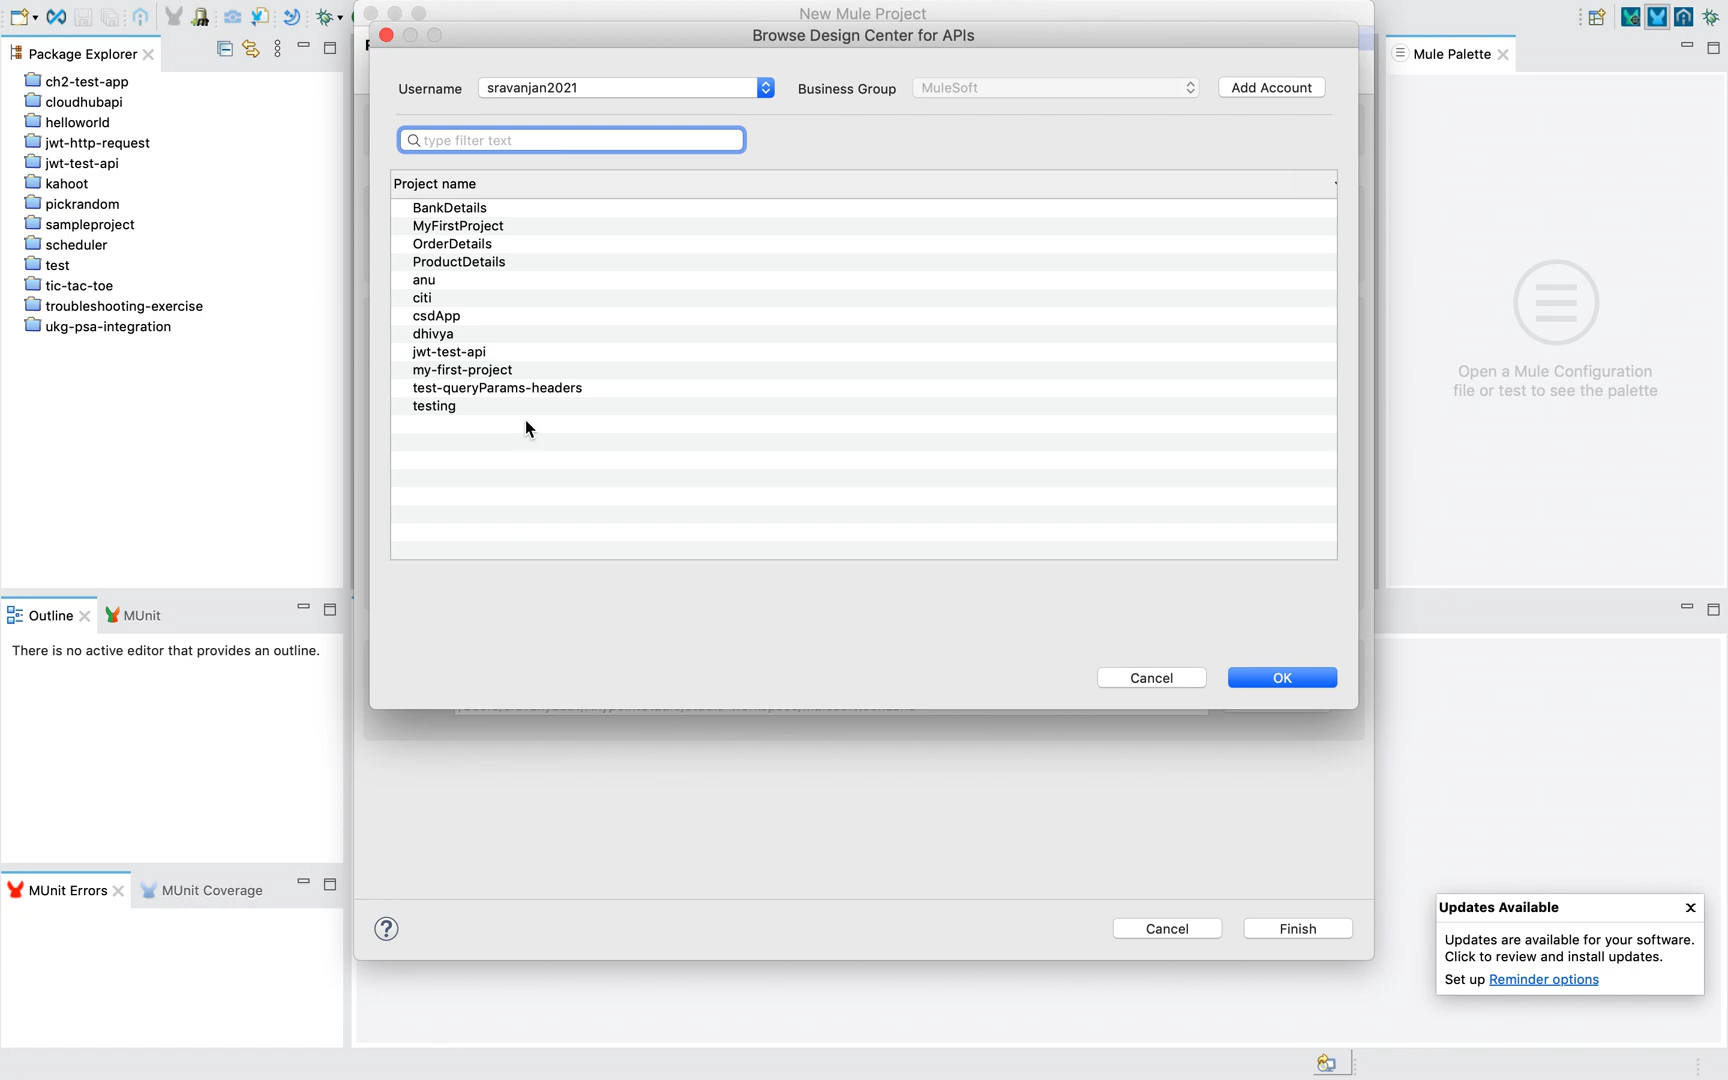 New Mule Project
Browse Design Center for APIs
Package Explorer
ch2-test-app
cloudhubapi
helloworld
jwt-http-request
jwt-test-api
kahoot
pickrandom
sampleproject
scheduler
test
tic-tac-toe
troubleshooting-exercise
ukg-psa-integration
Username sravanjan2021 Business Group MuleSoft Add Account
type filter text
Project name
BankDetails
MyFirstProject
OrderDetails
ProductDetails
anu
citi
csdApp
dhivya
jwt-test-api
my-first-project
test-queryParams-headers
testing
Cancel OK
Mule Palette
Open a Mule Configuration
file or test to see the palette
Outline MUnit
There is no active editor that provides an outline.
MUnit Errors MUnit Coverage
? Cancel Finish
Updates Available
Updates are available for your software.
Click to review and install updates.
Set up Reminder options